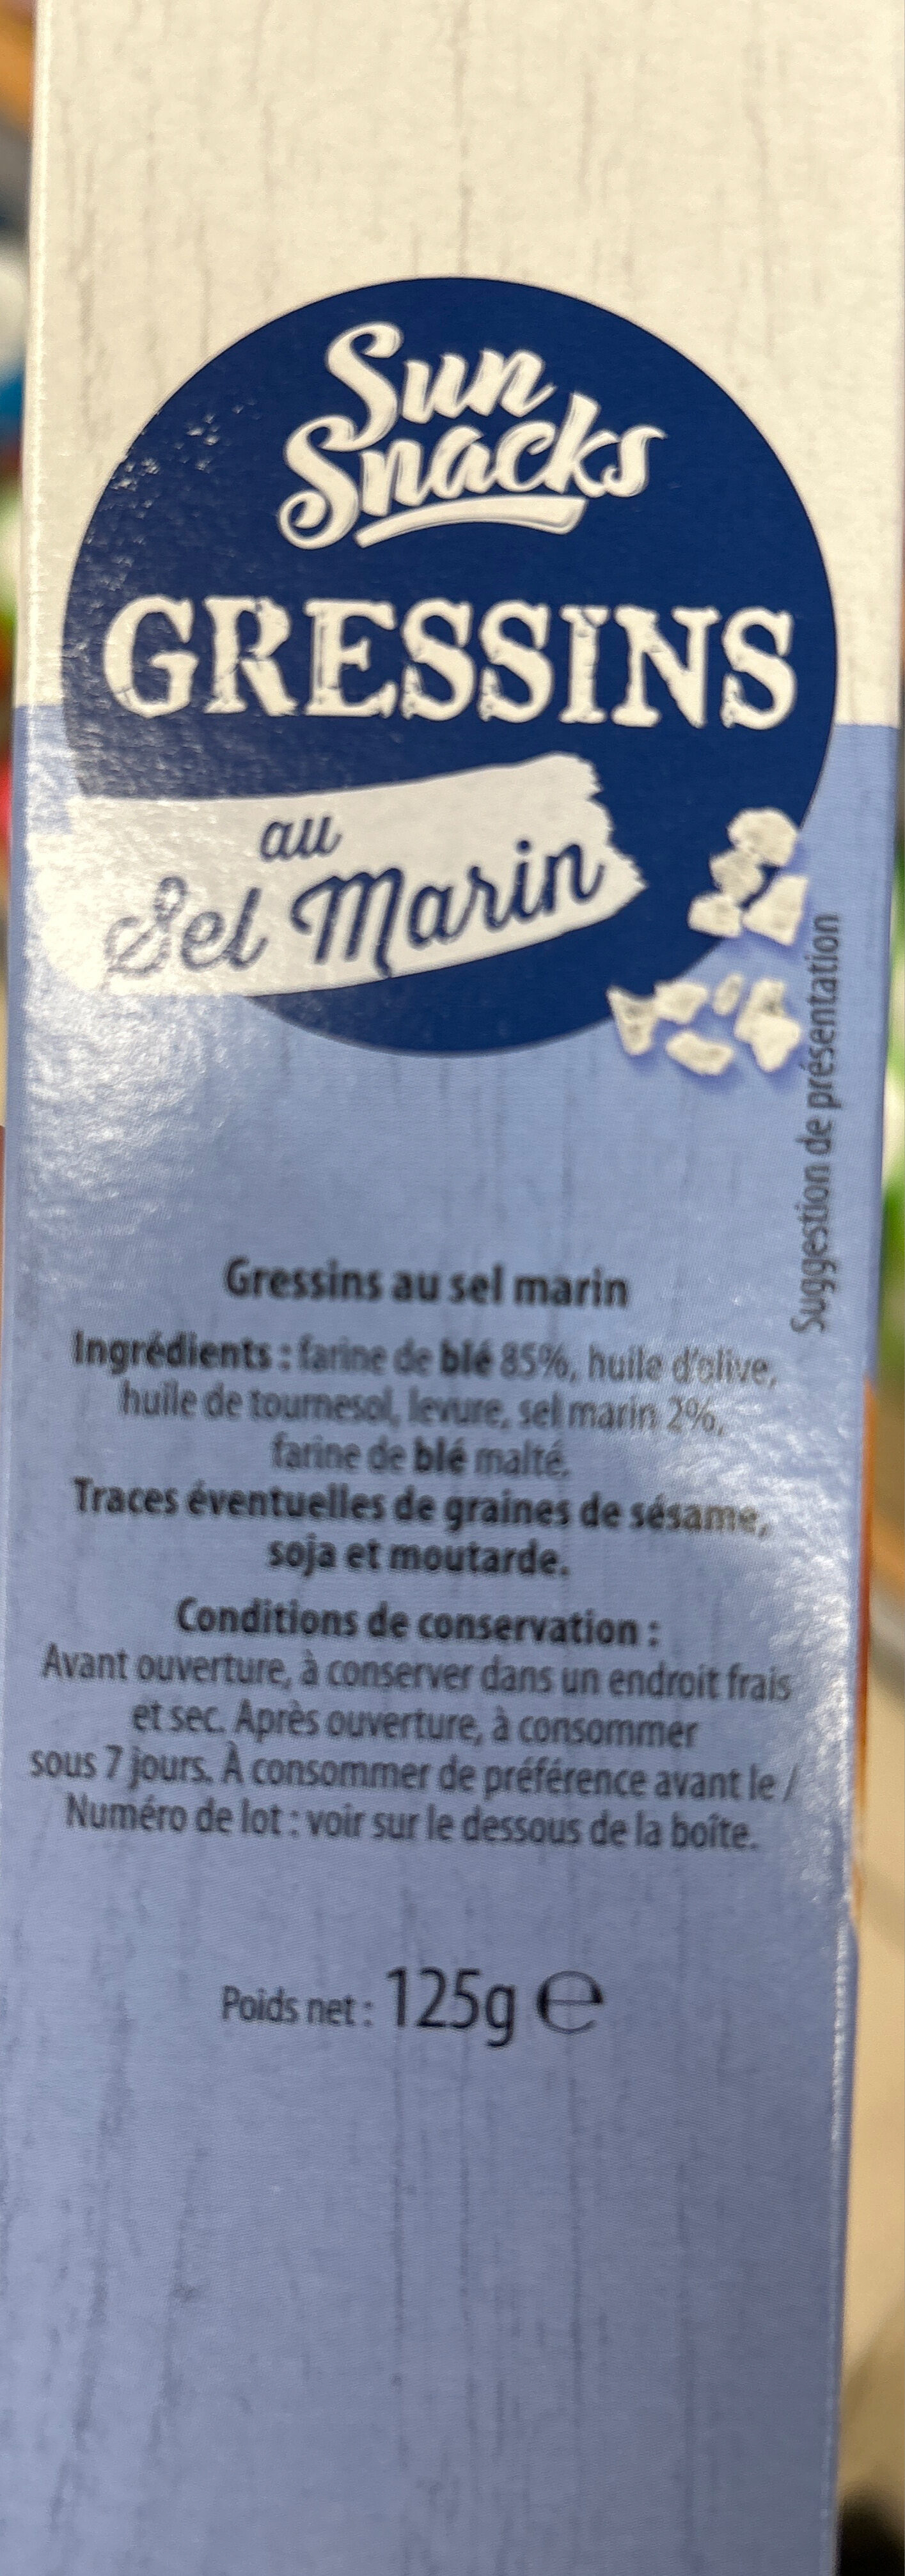 Sun
Snacks
GRESSINS
au
Sel Marin
Suggestion de présentation
Gressins au sel marin
Ingrédients : farine de blé 85%, huile d'olive,
huile de tournesol, levure, sel marin 2%,
farine de blé malté.
Traces éventuelles de graines de sésame,
soja et moutarde.
Conditions de conservation :
Avant ouverture, à conserver dans un endroit frais
et sec. Après ouverture, à consommer
sous 7 jours. À consommer de préférence avant le /
Numéro de lot : voir sur le dessous de la boîte.
Poids net : 125g ℮